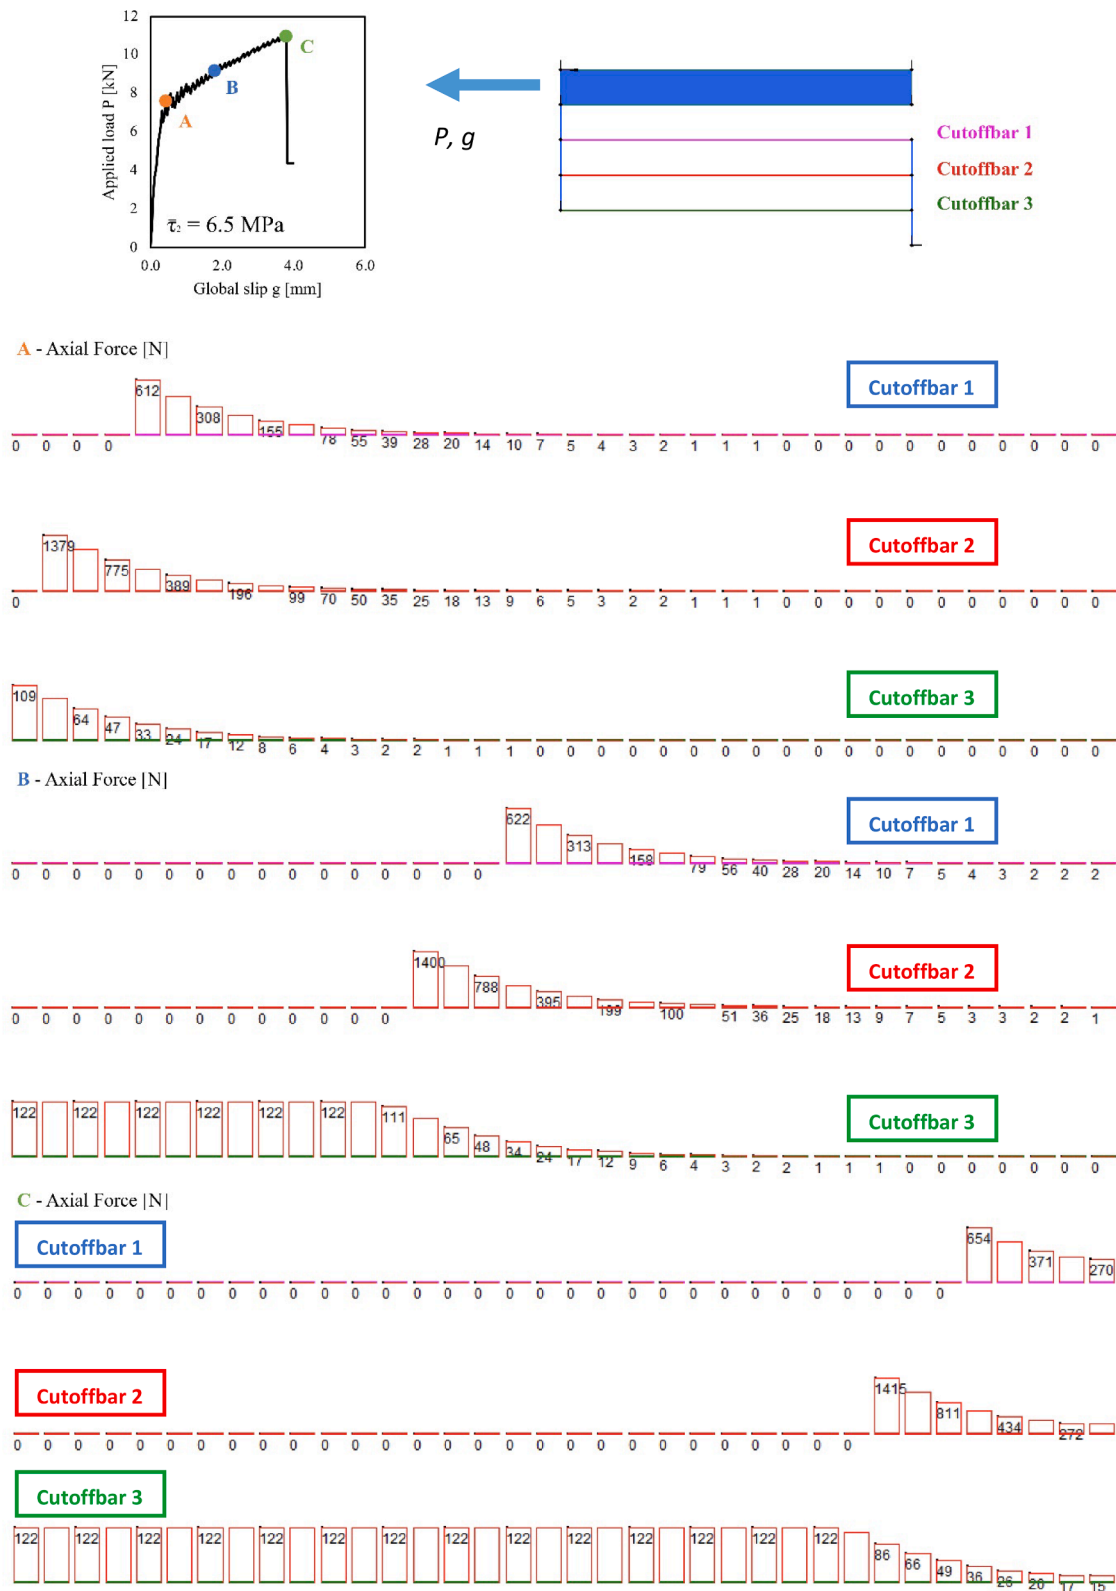 12
10
8
6
4
2
0
0.0 2.0 4.0 6.0
Applied load P [kN]
Global slip g [mm]
A
B
C
τ̄₂ = 6.5 MPa
P, g
Cutoffbar 1
Cutoffbar 2
Cutoffbar 3
A - Axial Force [N]
Cutoffbar 1
0 0 0 0 612 308 155 78 55 39 28 20 14 10 7 5 4 3 2 1 1 1 0 0 0 0 0 0 0 0 0 0 0
Cutoffbar 2
0 1379 775 389 196 99 70 50 35 25 18 13 9 6 5 3 2 2 1 1 1 0 0 0 0 0 0 0 0 0 0 0
Cutoffbar 3
109 64 47 33 24 17 12 8 6 4 3 2 2 1 1 1 0 0 0 0 0 0 0 0 0 0 0 0 0 0 0 0 0 0 0
B - Axial Force [N]
Cutoffbar 1
0 0 0 0 0 0 0 0 0 0 0 0 0 0 0 0 622 313 158 79 56 40 28 20 14 10 7 5 4 3 2 2 2
Cutoffbar 2
0 0 0 0 0 0 0 0 0 0 0 0 0 1400 788 395 199 100 51 36 25 18 13 9 7 5 3 3 2 2 1
Cutoffbar 3
122 122 122 122 122 122 111 65 48 34 24 17 12 9 6 4 3 2 2 1 1 1 0 0 0 0 0 0 0
C - Axial Force [N]
Cutoffbar 1
0 0 0 0 0 0 0 0 0 0 0 0 0 0 0 0 0 0 0 0 0 0 0 0 0 0 0 0 0 0 0 654 371 270
Cutoffbar 2
0 0 0 0 0 0 0 0 0 0 0 0 0 0 0 0 0 0 0 0 0 0 0 0 0 0 0 0 1415 811 434 272
Cutoffbar 3
122 122 122 122 122 122 122 122 122 122 122 122 122 122 86 66 49 36 26 20 17 15